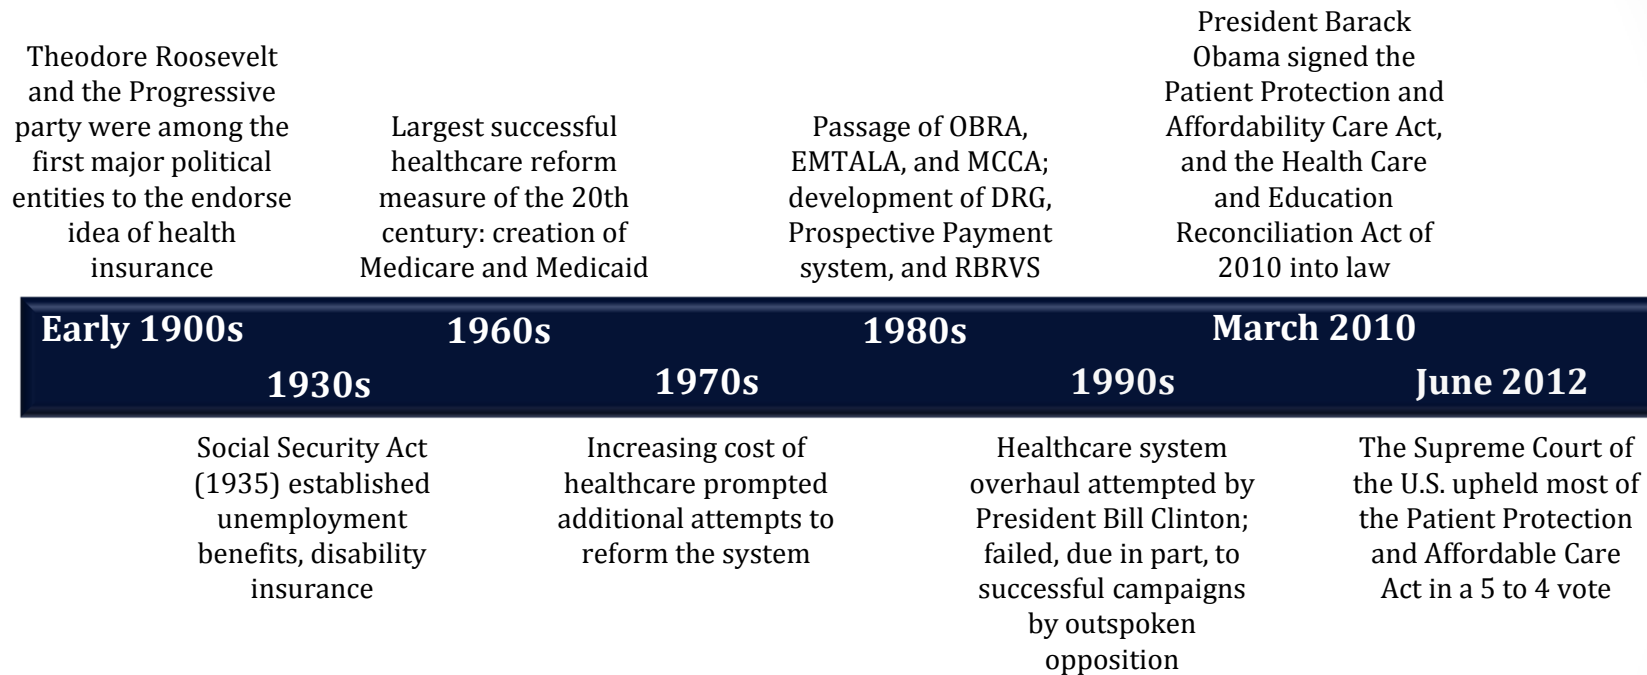 Theodore Roosevelt
and the Progressive
party were among the
first major political
entities to the endorse
idea of health
insurance
Largest successful
healthcare reform
measure of the 20th
century: creation of
Medicare and Medicaid
Passage of OBRA,
EMTALA, and MCCA;
development of DRG,
Prospective Payment
system, and RBRVS
President Barack
Obama signed the
Patient Protection and
Affordability Care Act,
and the Health Care
and Education
Reconciliation Act of
2010 into law
Early 1900s
1960s
1980s
March 2010
1930s
1970s
1990s
June 2012
Social Security Act
(1935) established
unemployment
benefits, disability
insurance
Increasing cost of
healthcare prompted
additional attempts to
reform the system
Healthcare system
overhaul attempted by
President Bill Clinton;
failed, due in part, to
successful campaigns
by outspoken
opposition
The Supreme Court of
the U.S. upheld most of
the Patient Protection
and Affordable Care
Act in a 5 to 4 vote